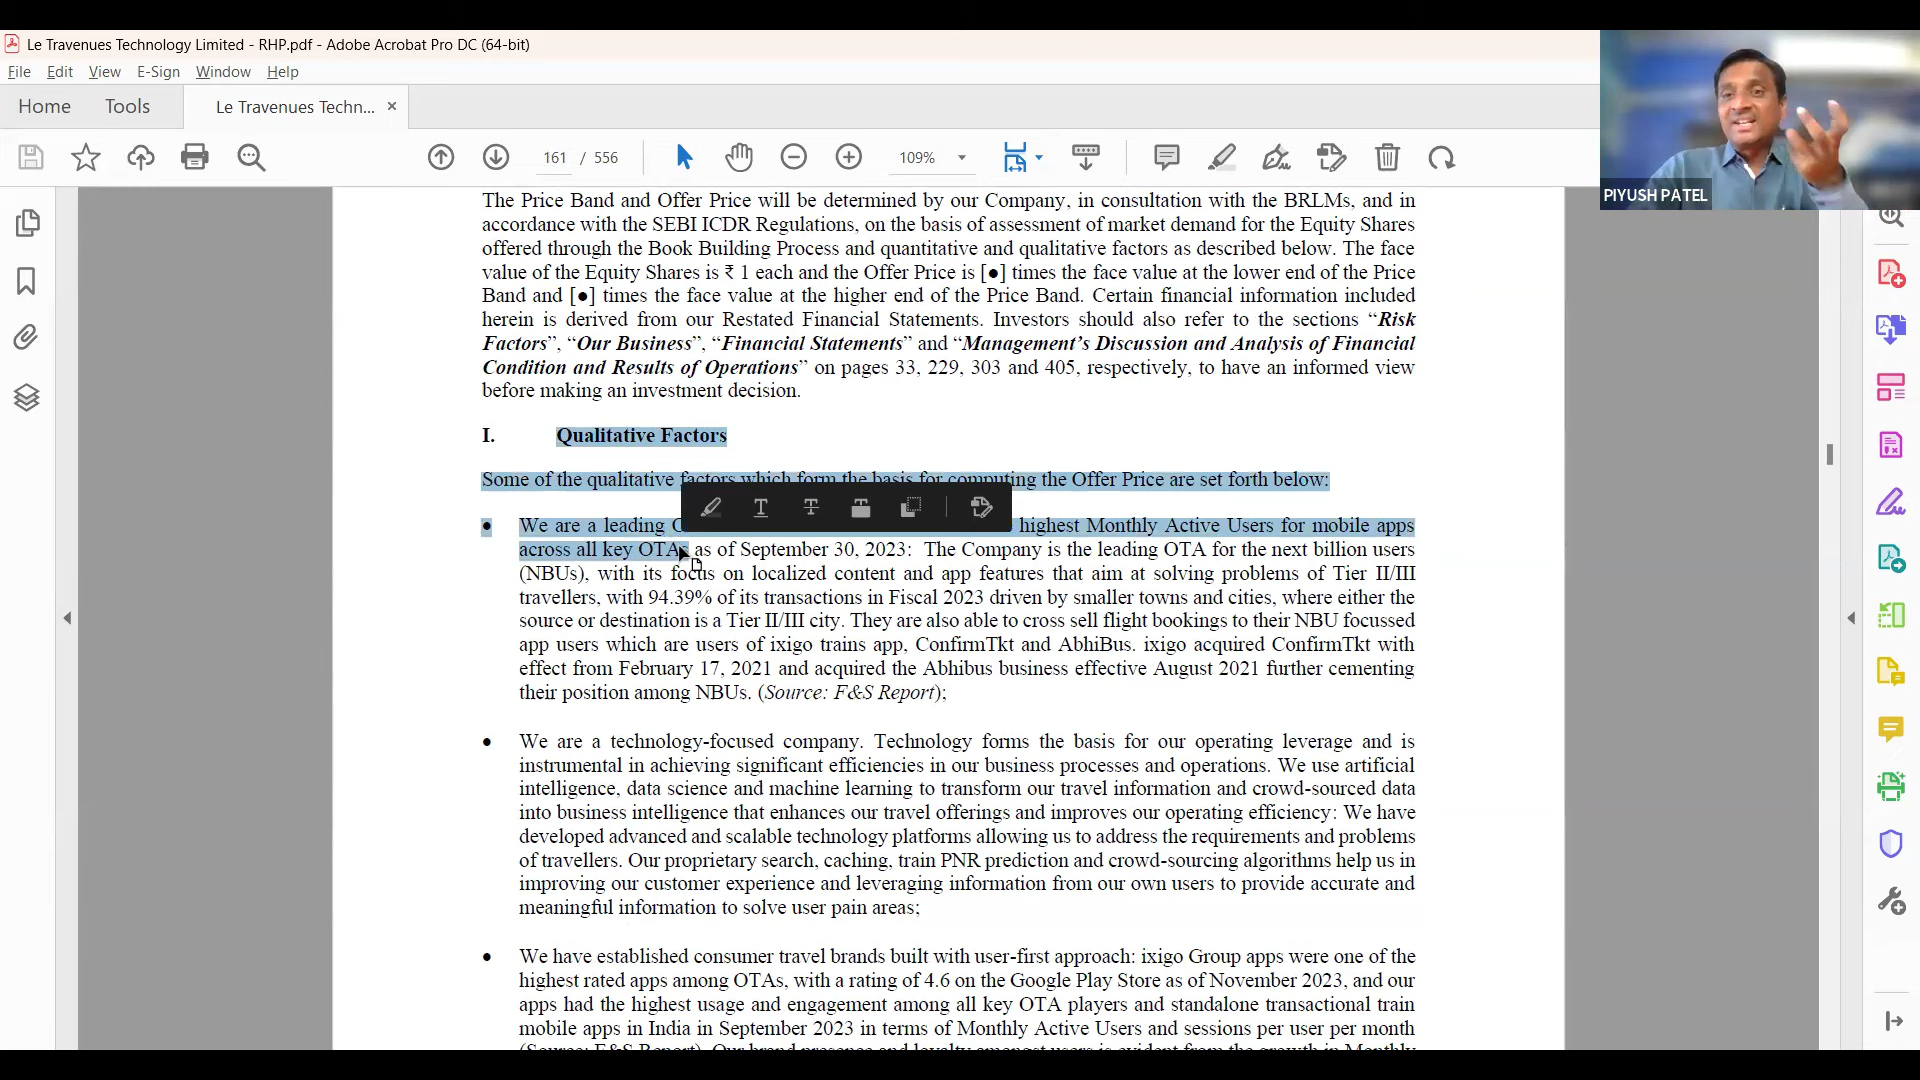 Le Travenues Technology Limited - RHP.pdf - Adobe Acrobat Pro DC (64-bit)
File Edit View E-Sign Window Help
Home Tools Le Travenues Techn... ×
161 / 556 109%
PIYUSH PATEL
The Price Band and Offer Price will be determined by our Company, in consultation with the BRLMs, and in
accordance with the SEBI ICDR Regulations, on the basis of assessment of market demand for the Equity Shares
offered through the Book Building Process and quantitative and qualitative factors as described below. The face
value of the Equity Shares is ₹ 1 each and the Offer Price is [●] times the face value at the lower end of the Price
Band and [●] times the face value at the higher end of the Price Band. Certain financial information included
herein is derived from our Restated Financial Statements. Investors should also refer to the sections “Risk
Factors”, “Our Business”, “Financial Statements” and “Management’s Discussion and Analysis of Financial
Condition and Results of Operations” on pages 33, 229, 303 and 405, respectively, to have an informed view
before making an investment decision.
I. Qualitative Factors
Some of the qualitative factors which form the basis for computing the Offer Price are set forth below:
● We are a leading highest Monthly Active Users for mobile apps
across all key OTAs as of September 30, 2023: The Company is the leading OTA for the next billion users
(NBUs), with its focus on localized content and app features that aim at solving problems of Tier II/III
travellers, with 94.39% of its transactions in Fiscal 2023 driven by smaller towns and cities, where either the
source or destination is a Tier II/III city. They are also able to cross sell flight bookings to their NBU focussed
app users which are users of ixigo trains app, ConfirmTkt and AbhiBus. ixigo acquired ConfirmTkt with
effect from February 17, 2021 and acquired the Abhibus business effective August 2021 further cementing
their position among NBUs. (Source: F&S Report);
● We are a technology-focused company. Technology forms the basis for our operating leverage and is
instrumental in achieving significant efficiencies in our business processes and operations. We use artificial
intelligence, data science and machine learning to transform our travel information and crowd-sourced data
into business intelligence that enhances our travel offerings and improves our operating efficiency: We have
developed advanced and scalable technology platforms allowing us to address the requirements and problems
of travellers. Our proprietary search, caching, train PNR prediction and crowd-sourcing algorithms help us in
improving our customer experience and leveraging information from our own users to provide accurate and
meaningful information to solve user pain areas;
● We have established consumer travel brands built with user-first approach: ixigo Group apps were one of the
highest rated apps among OTAs, with a rating of 4.6 on the Google Play Store as of November 2023, and our
apps had the highest usage and engagement among all key OTA players and standalone transactional train
mobile apps in India in September 2023 in terms of Monthly Active Users and sessions per user per month